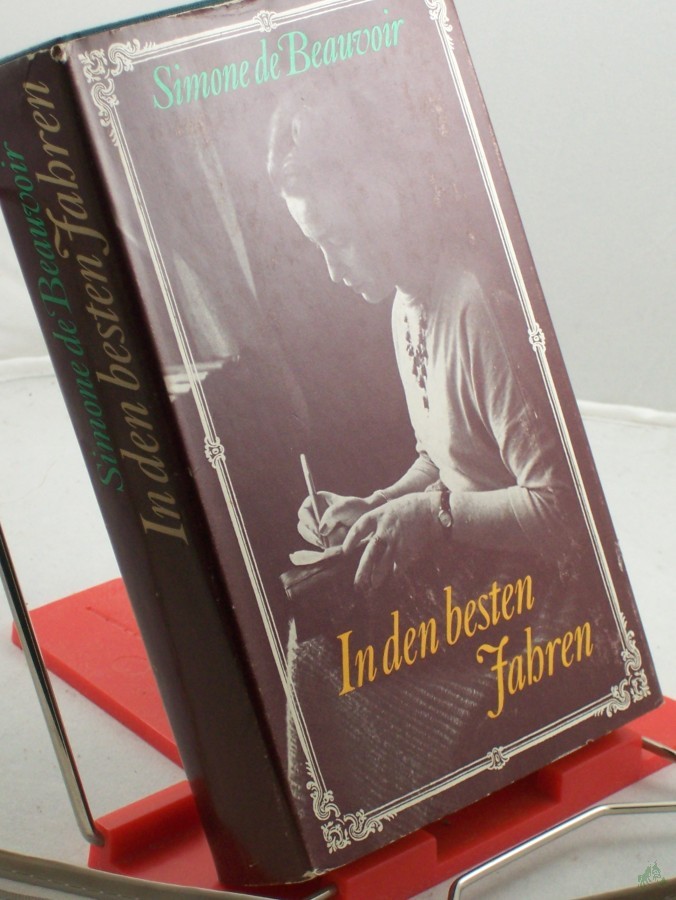 Simone de Beauvoir
In den besten Jahren
Simone de Beauvoir
In den besten
Jahren